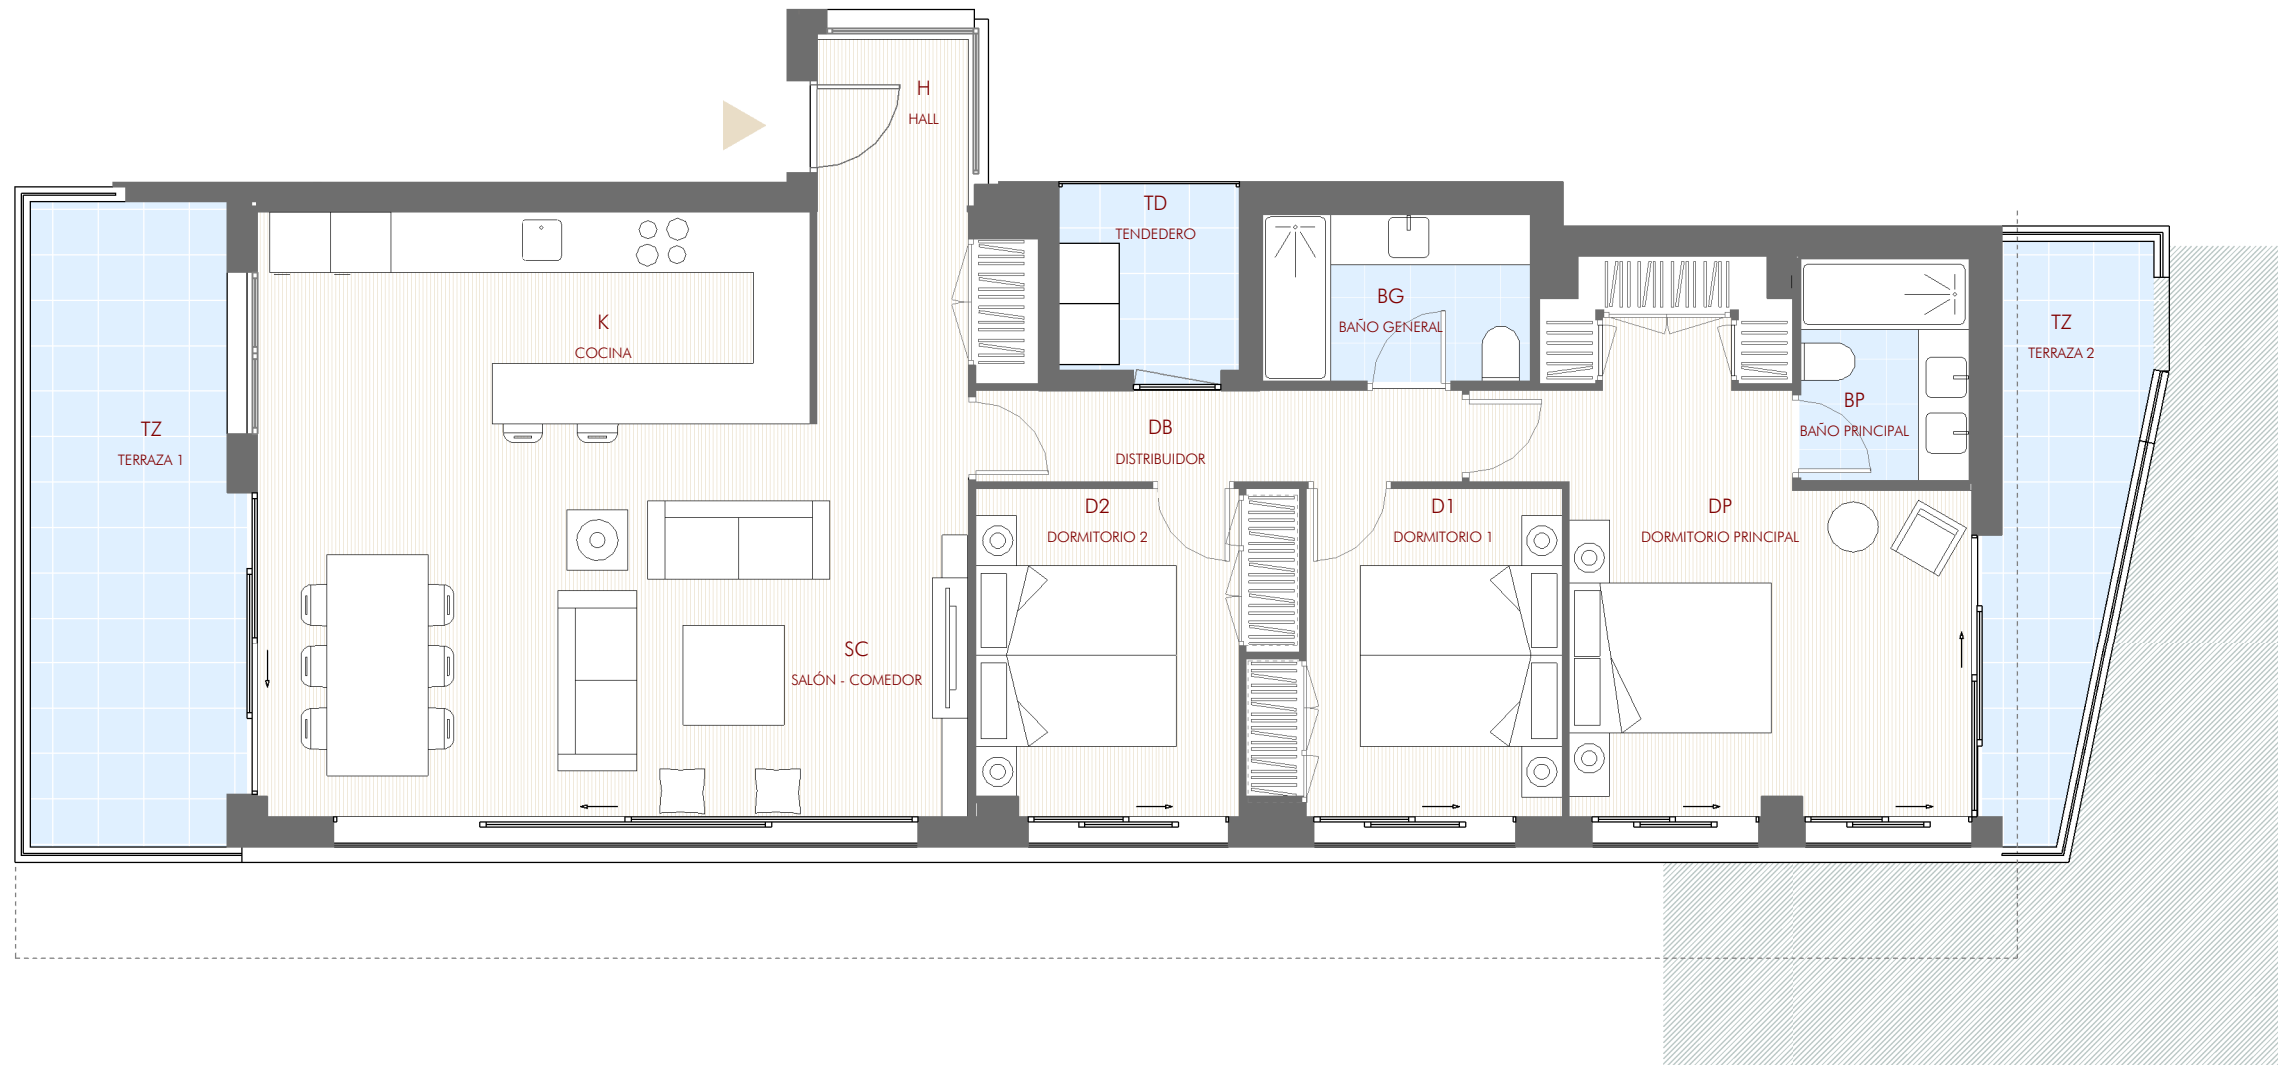 H
HALL
TD
TENDEDERO
BG
BAÑO GENERAL
K
COCINA
TZ
TERRAZA 2
BP
BAÑO PRINCIPAL
TZ
TERRAZA 1
DB
DISTRIBUIDOR
D2
DORMITORIO 2
D1
DORMITORIO 1
DP
DORMITORIO PRINCIPAL
SC
SALÓN - COMEDOR